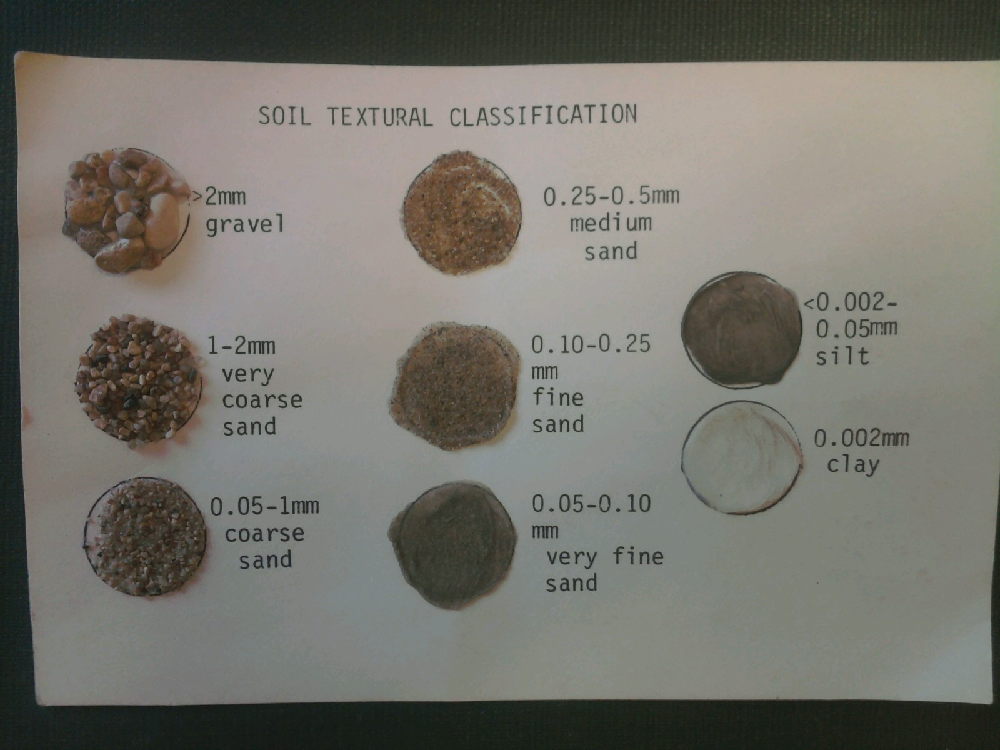 SOIL TEXTURAL CLASSIFICATION
>2mm
gravel
1-2mm
very
coarse
sand
0.05-1mm
coarse
sand
0.25-0.5mm
medium
sand
0.10-0.25
mm
fine
sand
0.05-0.10
mm
very fine
sand
<0.002-
0.05mm
silt
0.002mm
clay